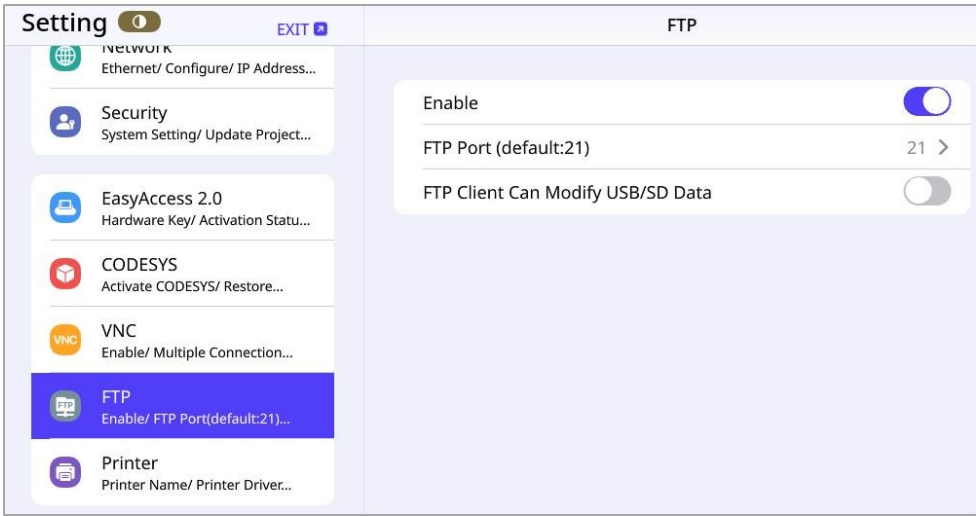 Setting
EXIT
Network
Ethernet/ Configure/ IP Address...
Security
System Setting/ Update Project...
EasyAccess 2.0
Hardware Key/ Activation Statu...
CODESYS
Activate CODESYS/ Restore...
VNC
VNC
Enable/ Multiple Connection...
FTP
FTP
Enable/ FTP Port(default:21)...
Printer
Printer Name/ Printer Driver...
FTP
Enable
FTP Port (default:21)
21
FTP Client Can Modify USB/SD Data